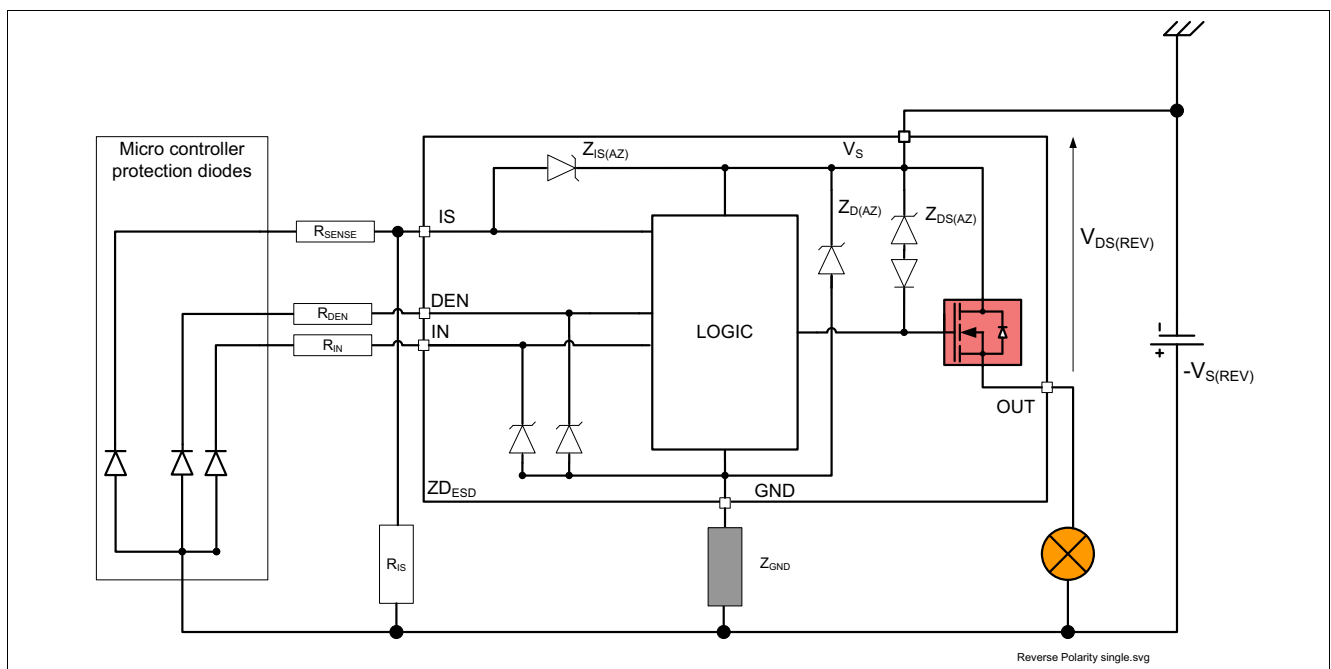 Micro controller
protection diodes
Z_IS(AZ)
V_S
Z_D(AZ)
Z_DS(AZ)
V_DS(REV)
IS
R_SENSE
DEN
R_DEN
IN
R_IN
LOGIC
-
+
-V_S(REV)
OUT
ZD_ESD
GND
R_IS
Z_GND
Reverse Polarity single.svg